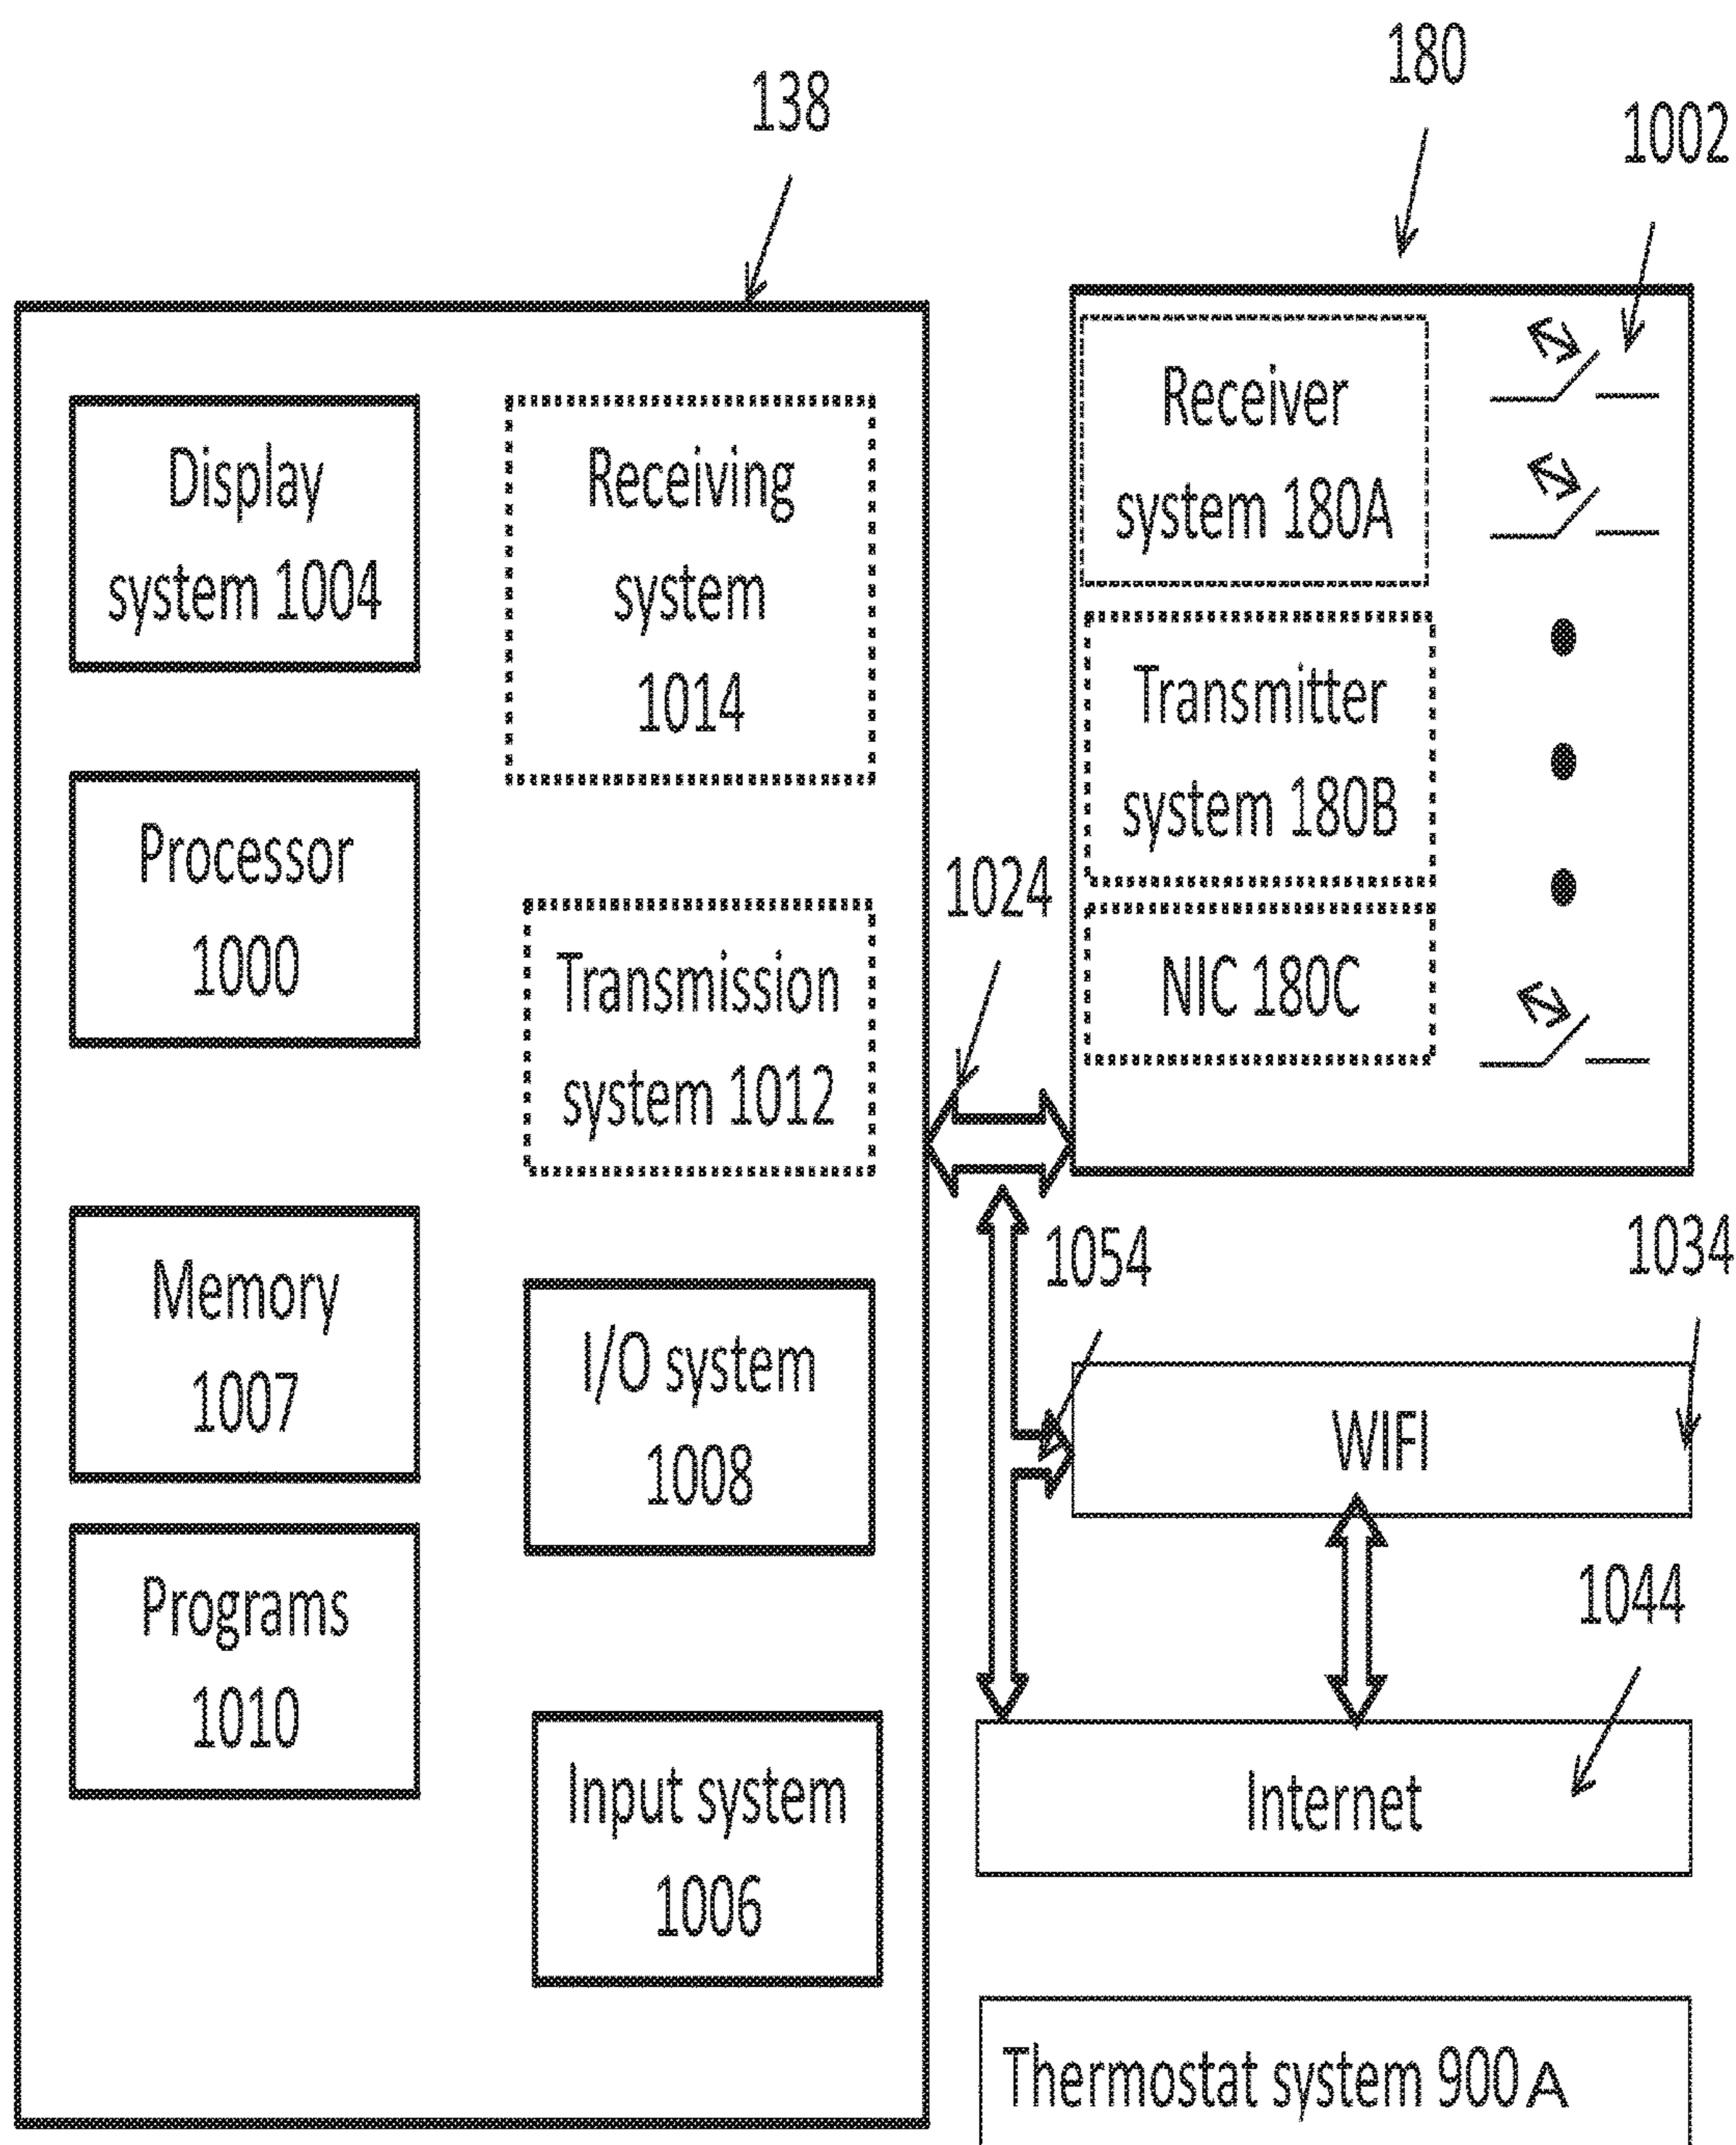 138
180
1002
Display
system 1004
Receiving
system
1014
Processor
1000
Transmission
system 1012
Memory
1007
I/O system
1008
Programs
1010
Input system
1006
Receiver
system 180A
Transmitter
system 180B
NIC 180C
1024
1054
1034
WIFI
1044
Internet
Thermostat system 900A